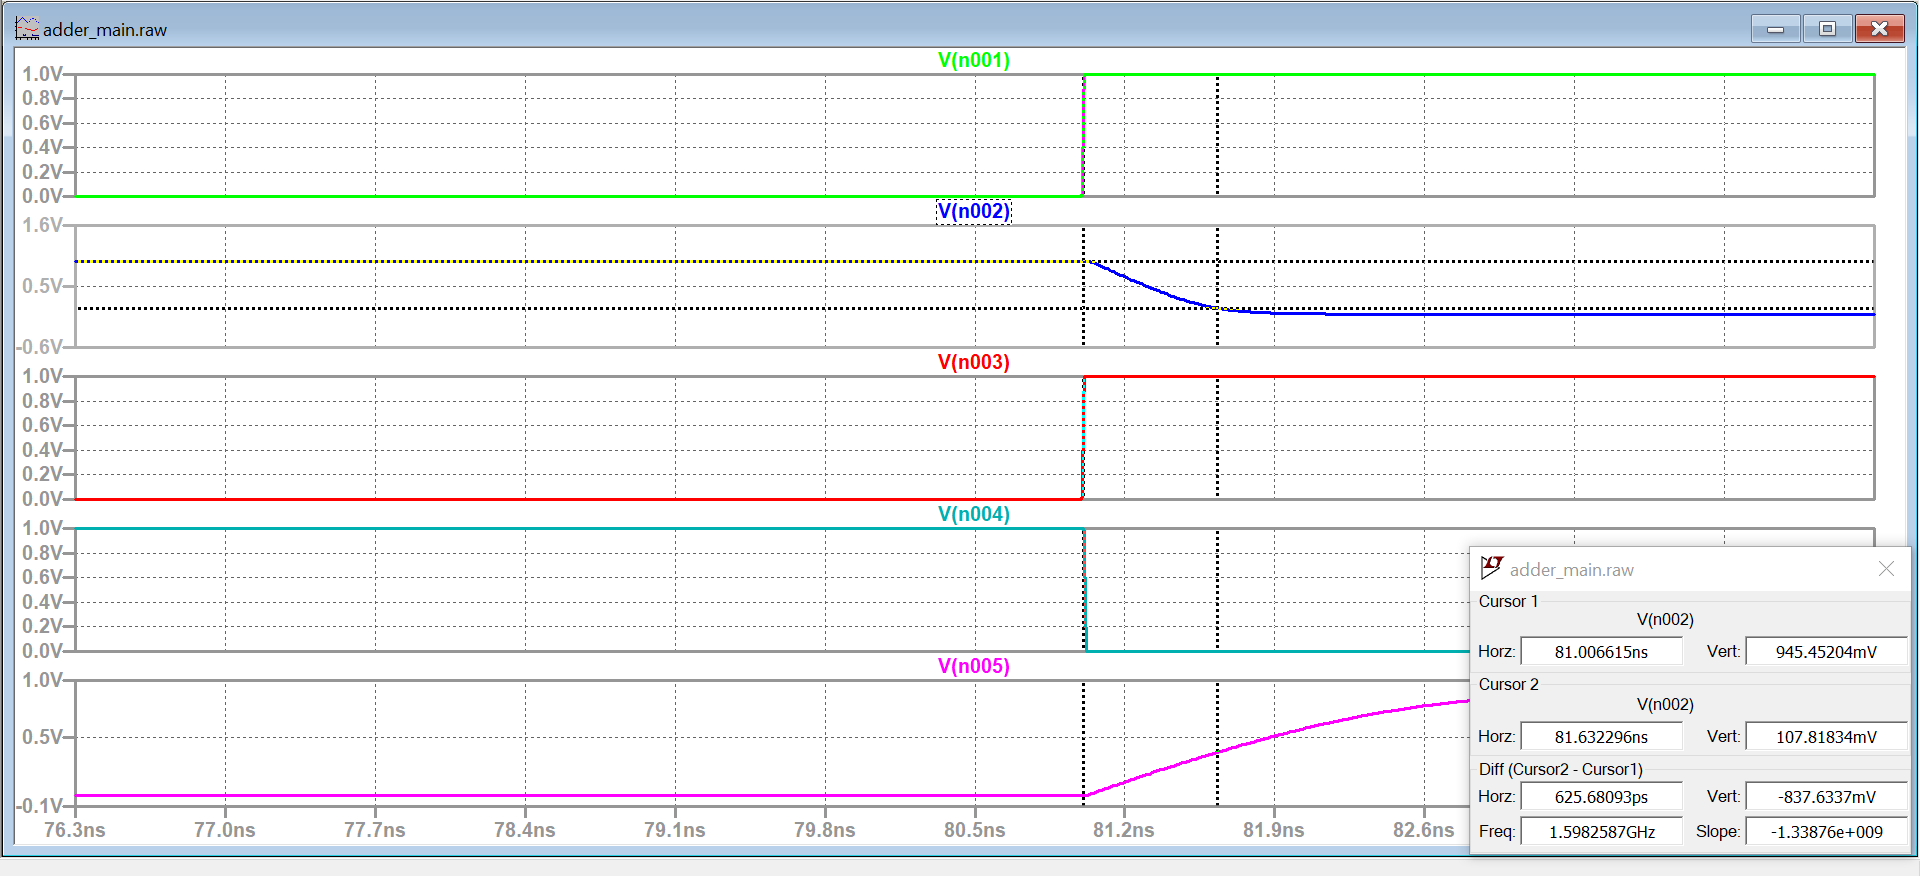 adder_main.raw
V(n001)
1.0V
0.8V
0.6V
0.4V
0.2V
0.0V
V(n002)
1.6V
0.5V
-0.6V
V(n003)
1.0V
0.8V
0.6V
0.4V
0.2V
0.0V
V(n004)
1.0V
0.8V
0.6V
0.4V
0.2V
0.0V
V(n005)
1.0V
0.5V
-0.1V
76.3ns 77.0ns 77.7ns 78.4ns 79.1ns 79.8ns 80.5ns 81.2ns 81.9ns 82.6ns
adder_main.raw
Cursor 1
V(n002)
Horz: 81.006615ns Vert: 945.45204mV
Cursor 2
V(n002)
Horz: 81.632296ns Vert: 107.81834mV
Diff (Cursor2 - Cursor1)
Horz: 625.68093ps Vert: -837.6337mV
Freq: 1.5982587GHz Slope: -1.33876e+009